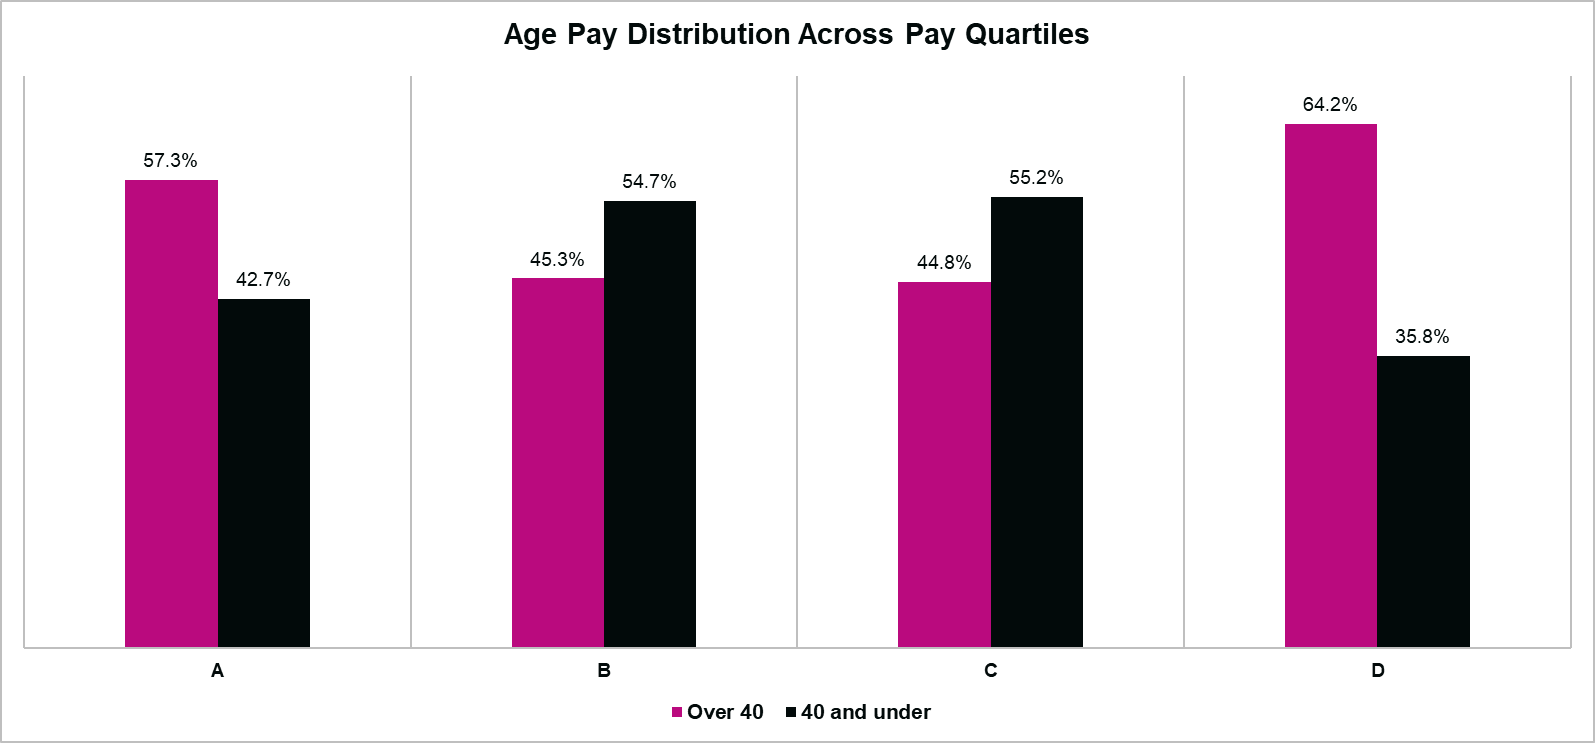 Age Pay Distribution Across Pay Quartiles
57.3%
42.7%
45.3%
54.7%
44.8%
55.2%
64.2%
35.8%
A B C D
Over 40 40 and under